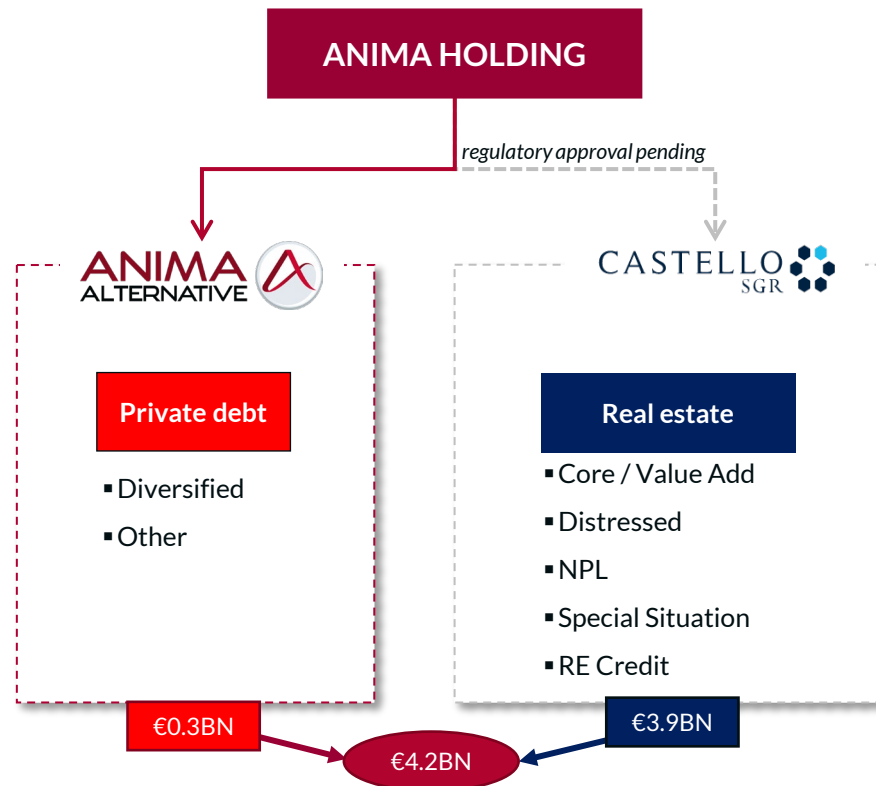 ANIMA HOLDING
regulatory approval pending
ANIMA
ALTERNATIVE
CASTELLO
SGR
Private debt
▪ Diversified
▪ Other
Real estate
▪ Core / Value Add
▪ Distressed
▪ NPL
▪ Special Situation
▪ RE Credit
€0.3BN
€3.9BN
€4.2BN